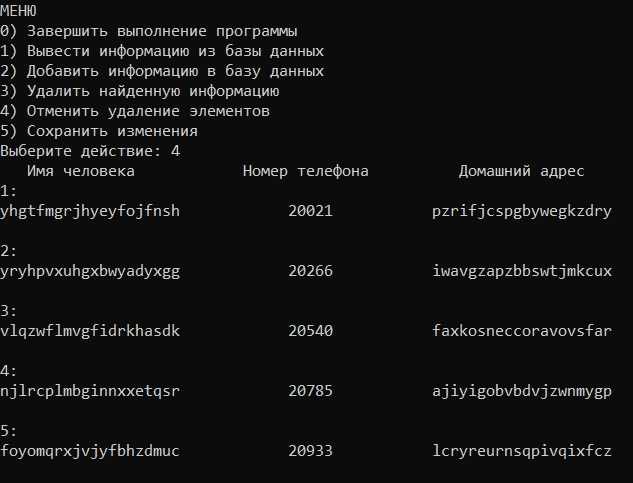 МЕНЮ
0) Завершить выполнение программы
1) Вывести информацию из базы данных
2) Добавить информацию в базу данных
3) Удалить найденную информацию
4) Отменить удаление элементов
5) Сохранить изменения
Выберите действие: 4
Имя человека Номер телефона Домашний адрес
1:
yhgtfmgrjhyeyfojfnsh 20021 pzrifjcspgbywegkzdry
2:
yryhpvxuhgxbwyadyxgg 20266 iwavgzapzbbswtjmkcux
3:
vlqzwflmvgfidrkhasdk 20540 faxkosneccoravovsfar
4:
njlrcplmbginnxxetqsr 20785 ajiyigobvbdvjzwnmygp
5:
foyomqrxjvjyfbhzdmuc 20933 lcryreurnsqpivqixfcz